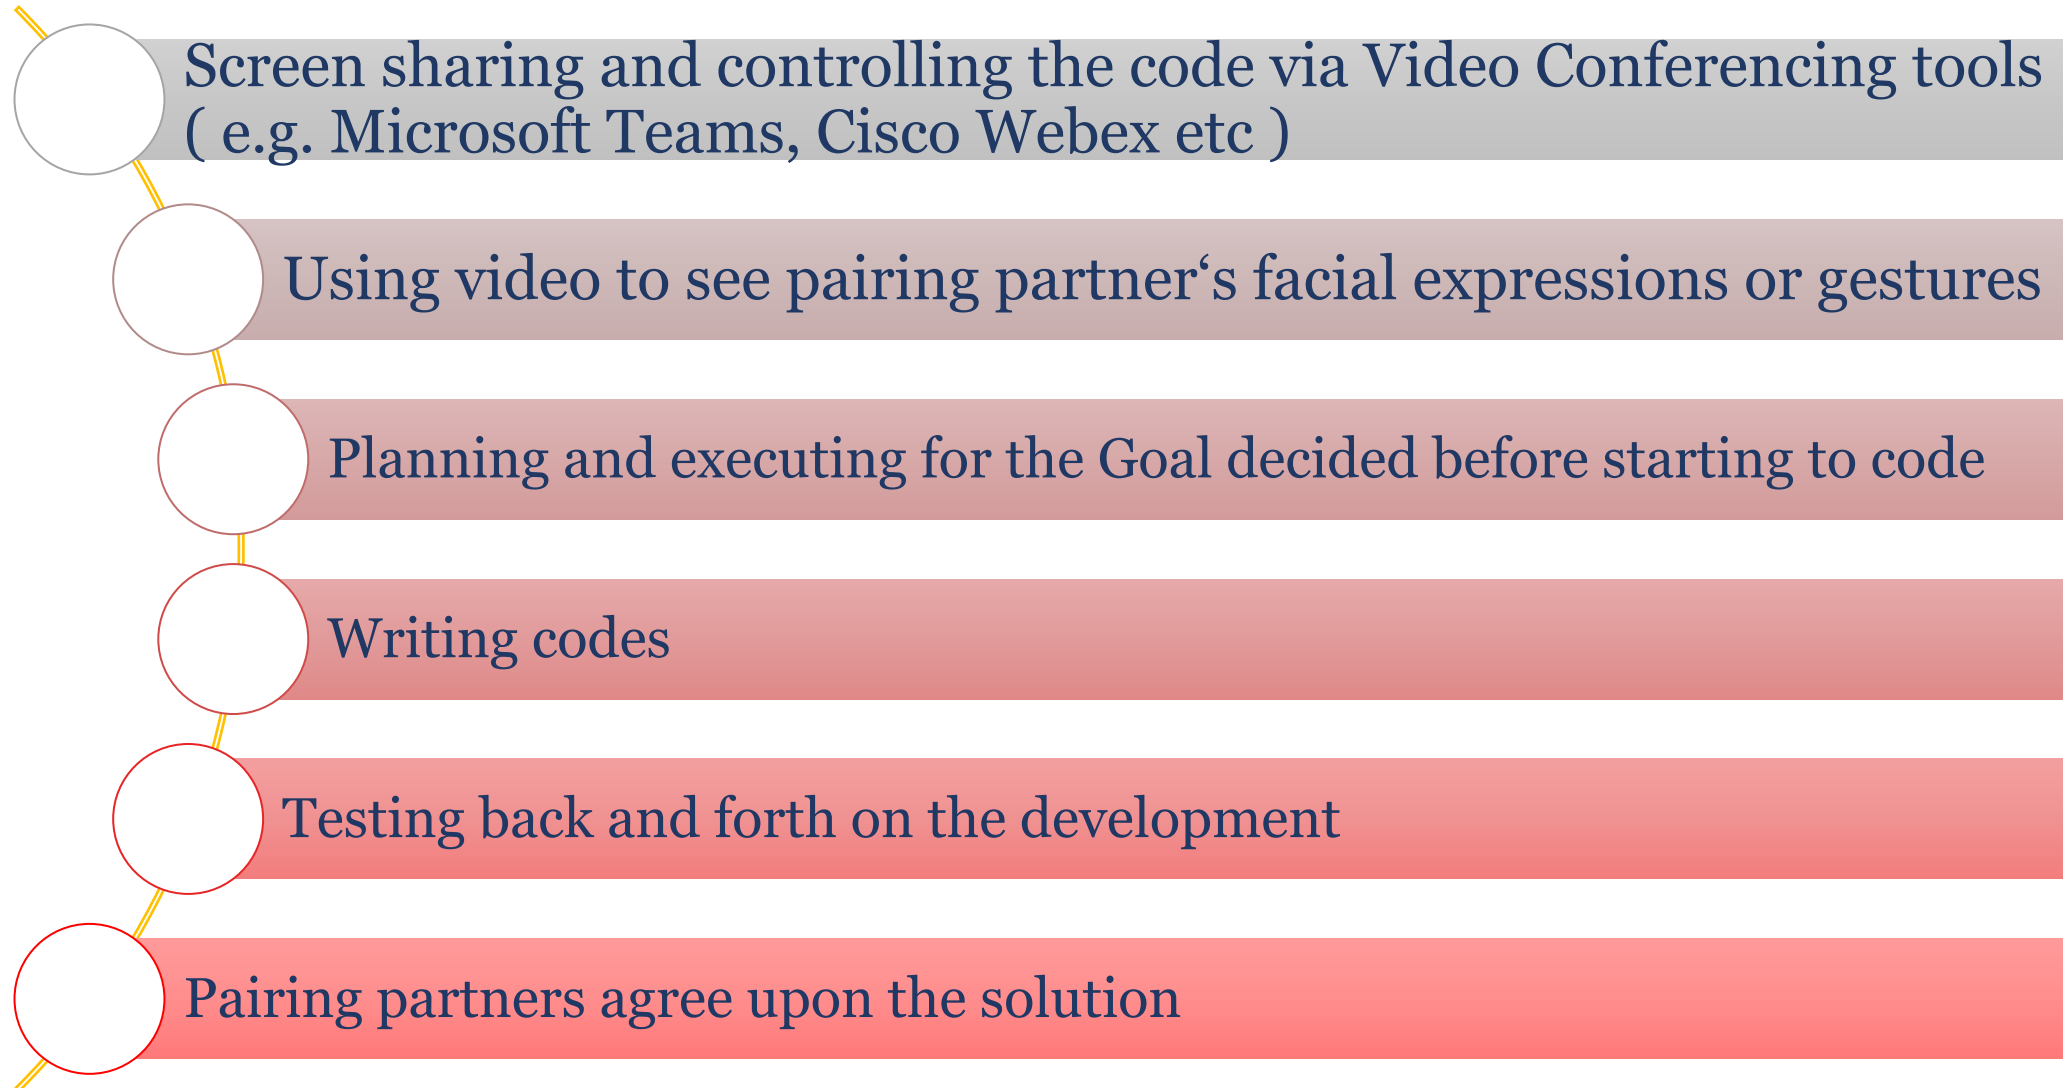 Screen sharing and controlling the code via Video Conferencing tools
( e.g. Microsoft Teams, Cisco Webex etc )
Using video to see pairing partner‘s facial expressions or gestures
Planning and executing for the Goal decided before starting to code
Writing codes
Testing back and forth on the development
Pairing partners agree upon the solution